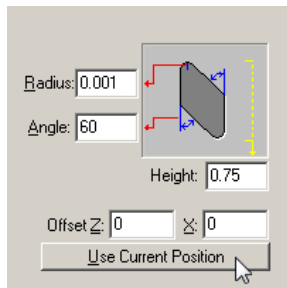 Radius: 0.001
Angle: 60
Height: 0.75
Offset Z: 0 X: 0
Use Current Position